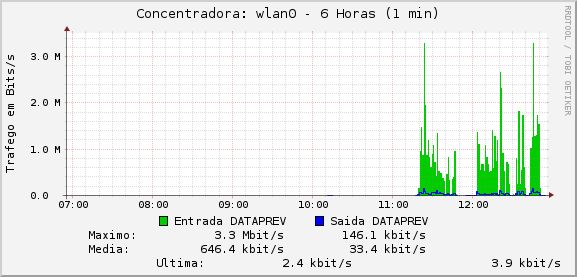 Concentradora: wlan0 - 6 Horas (1 min)
RRDTOOL / TOBI OETIKER
Trafego em Bits/s
3.0 M
2.0 M
1.0 M
0.0
07:00 08:00 09:00 10:00 11:00 12:00
Entrada DATAPREV Saida DATAPREV
Maximo: 3.3 Mbit/s 146.1 kbit/s
Media: 646.4 kbit/s 33.4 kbit/s
Ultima: 2.4 kbit/s 3.9 kbit/s